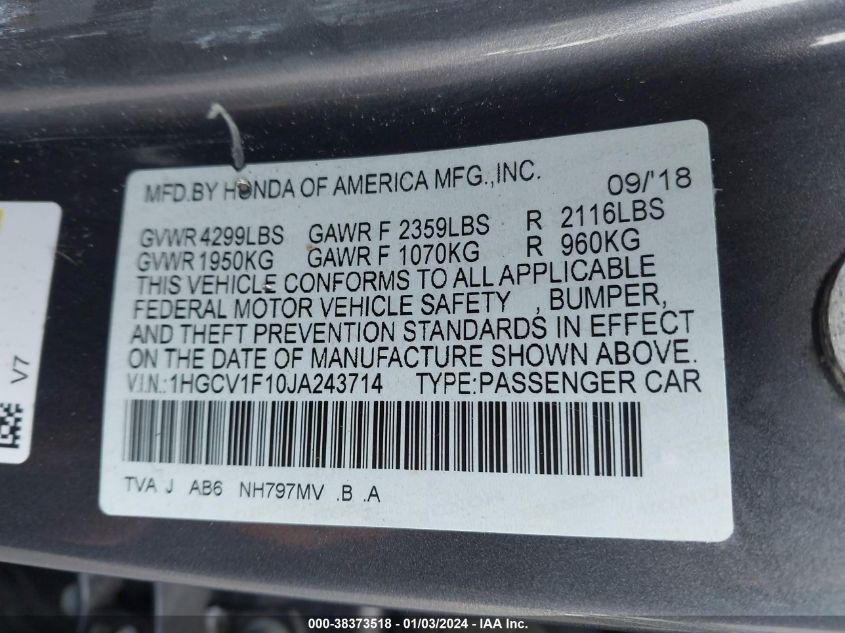 MFD.BY HONDA OF AMERICA MFG.,INC. 09/'18
GVWR 4299LBS GAWR F 2359LBS R 2116LBS
GVWR 1950KG GAWR F 1070KG R 960KG
THIS VEHICLE CONFORMS TO ALL APPLICABLE
FEDERAL MOTOR VEHICLE SAFETY , BUMPER,
AND THEFT PREVENTION STANDARDS IN EFFECT
ON THE DATE OF MANUFACTURE SHOWN ABOVE.
V.I.N.:1HGCV1F10JA243714 TYPE:PASSENGER CAR
TVA J AB6 NH797MV .B .A
V7
000-38373518 - 01/03/2024 - IAA Inc.